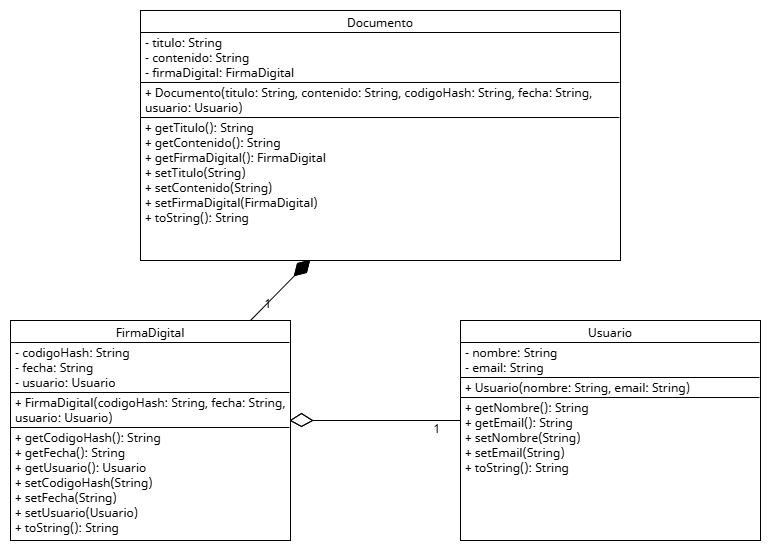 Documento
- titulo: String
- contenido: String
- firmaDigital: FirmaDigital
+ Documento(titulo: String, contenido: String, codigoHash: String, fecha: String,
usuario: Usuario)
+ getTitulo(): String
+ getContenido(): String
+ getFirmaDigital(): FirmaDigital
+ setTitulo(String)
+ setContenido(String)
+ setFirmaDigital(FirmaDigital)
+ toString(): String
1
FirmaDigital
- codigoHash: String
- fecha: String
- usuario: Usuario
+ FirmaDigital(codigoHash: String, fecha: String,
usuario: Usuario)
+ getCodigoHash(): String
+ getFecha(): String
+ getUsuario(): Usuario
+ setCodigoHash(String)
+ setFecha(String)
+ setUsuario(Usuario)
+ toString(): String
1
Usuario
- nombre: String
- email: String
+ Usuario(nombre: String, email: String)
+ getNombre(): String
+ getEmail(): String
+ setNombre(String)
+ setEmail(String)
+ toString(): String